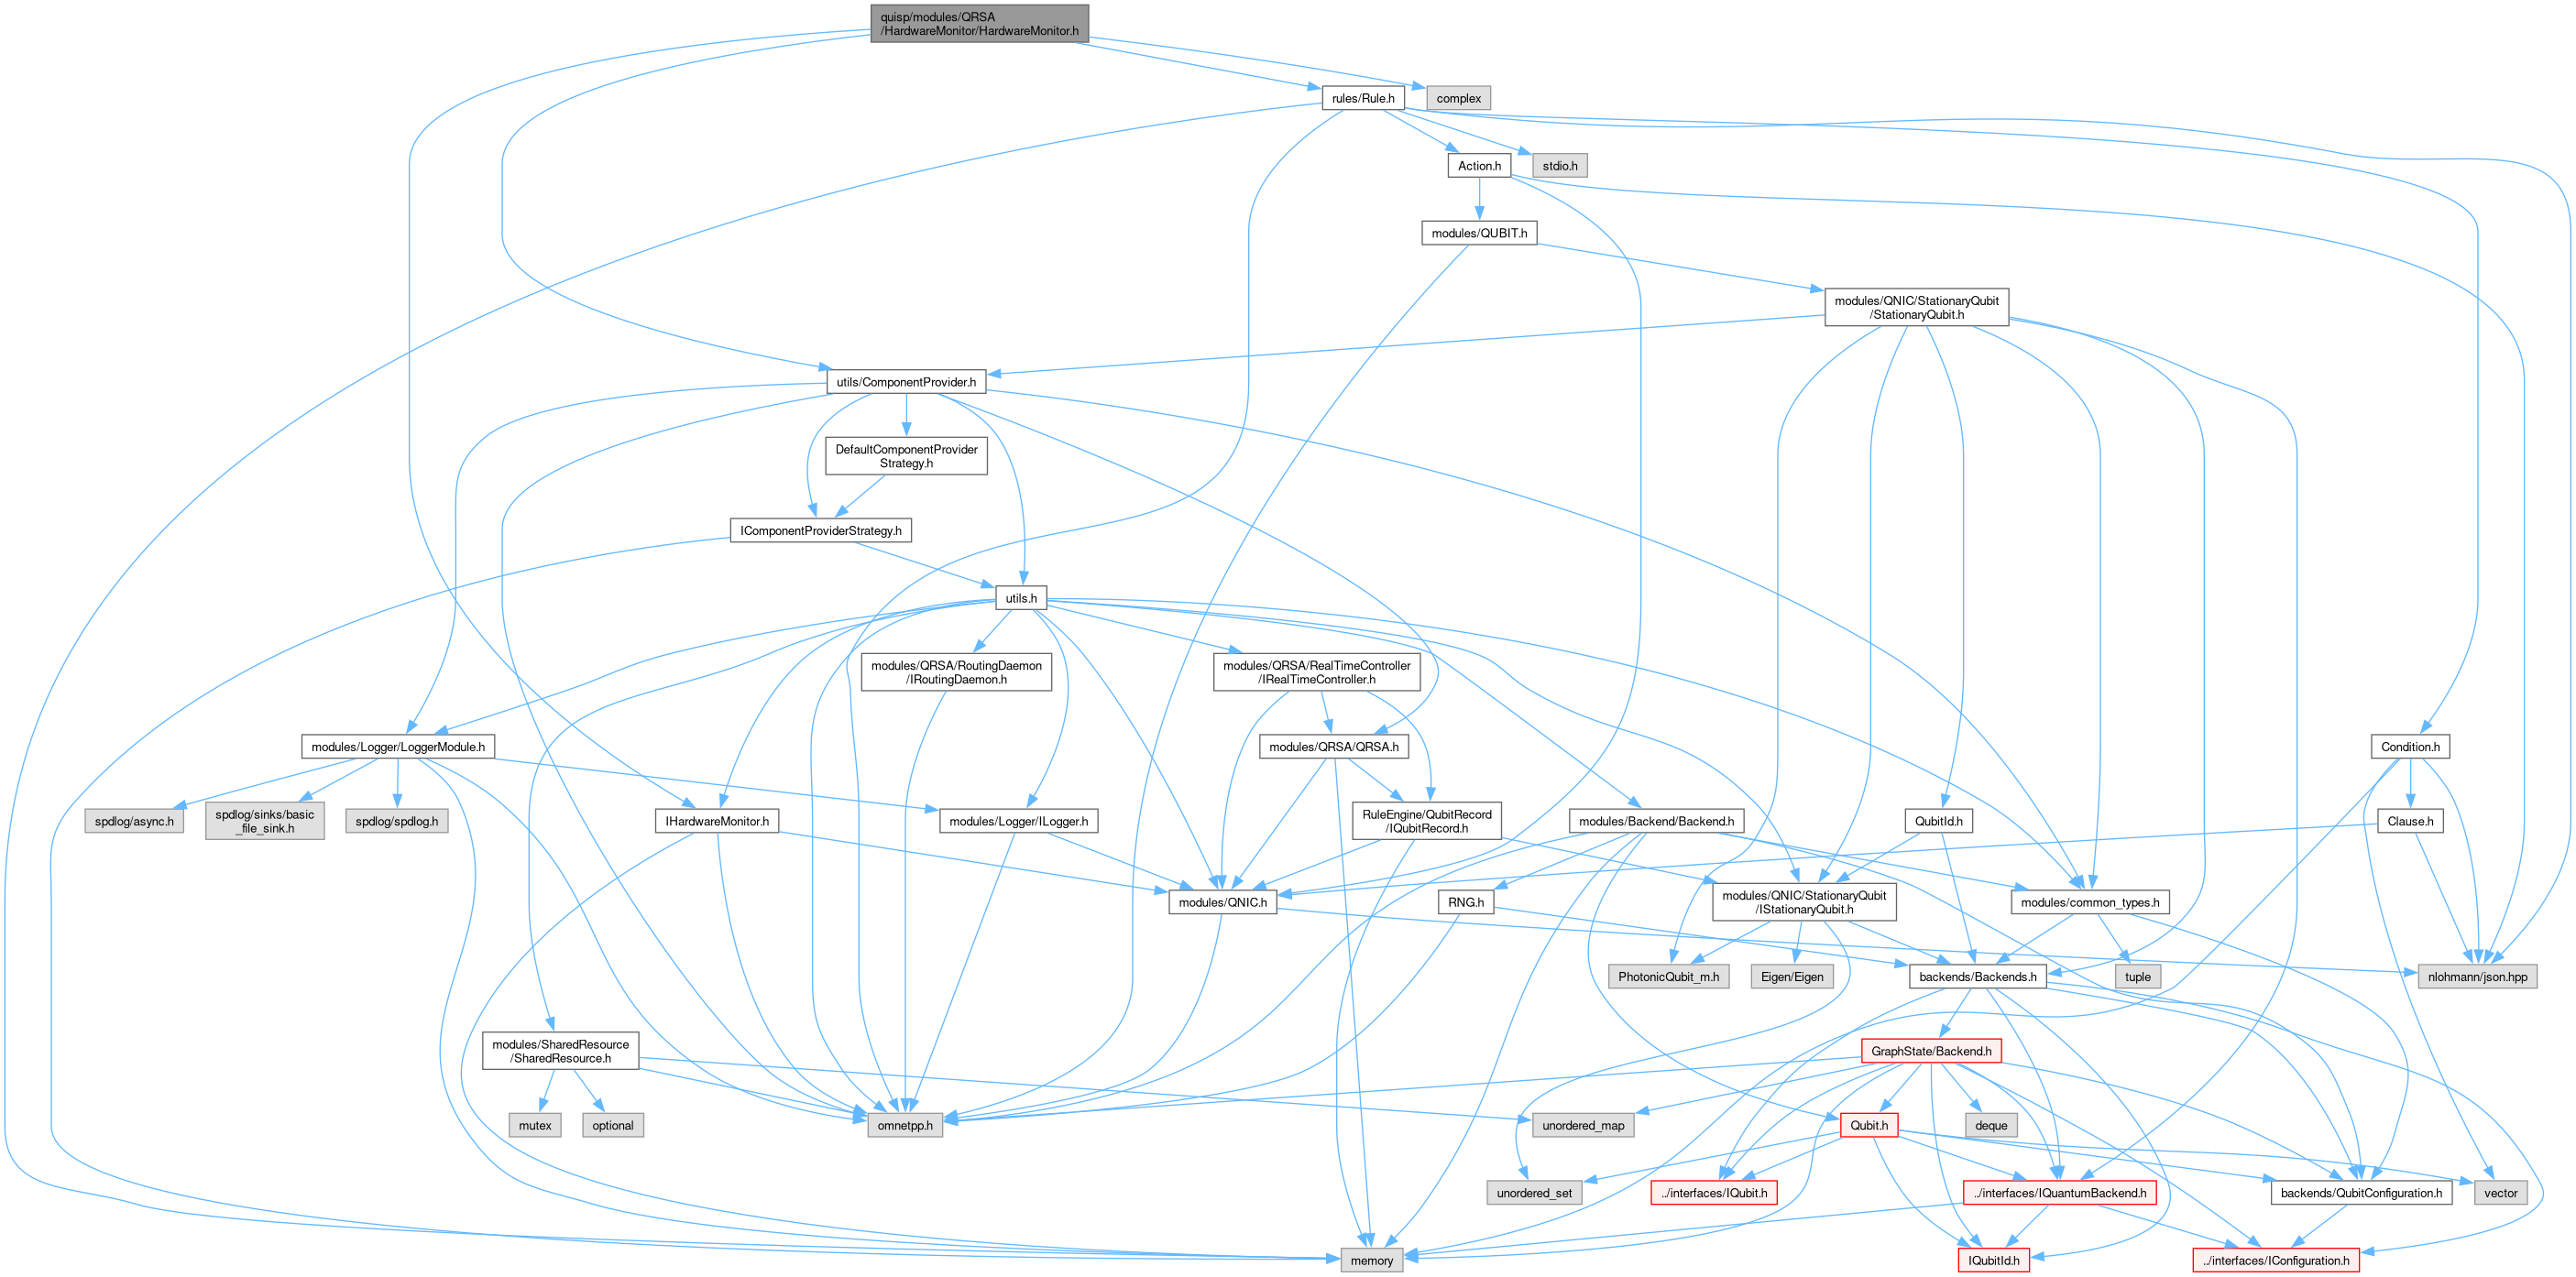 quisp/modules/QRSA
/HardwareMonitor/HardwareMonitor.h
rules/Rule.h
complex
Action.h
stdio.h
modules/QUBIT.h
modules/QNIC/StationaryQubit
/StationaryQubit.h
utils/ComponentProvider.h
DefaultComponentProvider
Strategy.h
IComponentProviderStrategy.h
utils.h
modules/QRSA/RoutingDaemon
/IRoutingDaemon.h
modules/QRSA/RealTimeController
/IRealTimeController.h
modules/Logger/LoggerModule.h
modules/QRSA/QRSA.h
Condition.h
spdlog/async.h
spdlog/sinks/basic
_file_sink.h
spdlog/spdlog.h
IHardwareMonitor.h
modules/Logger/ILogger.h
RuleEngine/QubitRecord
/IQubitRecord.h
modules/Backend/Backend.h
QubitId.h
Clause.h
modules/QNIC.h
RNG.h
modules/QNIC/StationaryQubit
/IStationaryQubit.h
modules/common_types.h
PhotonicQubit_m.h
Eigen/Eigen
backends/Backends.h
tuple
nlohmann/json.hpp
modules/SharedResource
/SharedResource.h
GraphState/Backend.h
mutex
optional
omnetpp.h
unordered_map
Qubit.h
deque
unordered_set
../interfaces/IQubit.h
../interfaces/IQuantumBackend.h
backends/QubitConfiguration.h
vector
memory
IQubitId.h
../interfaces/IConfiguration.h